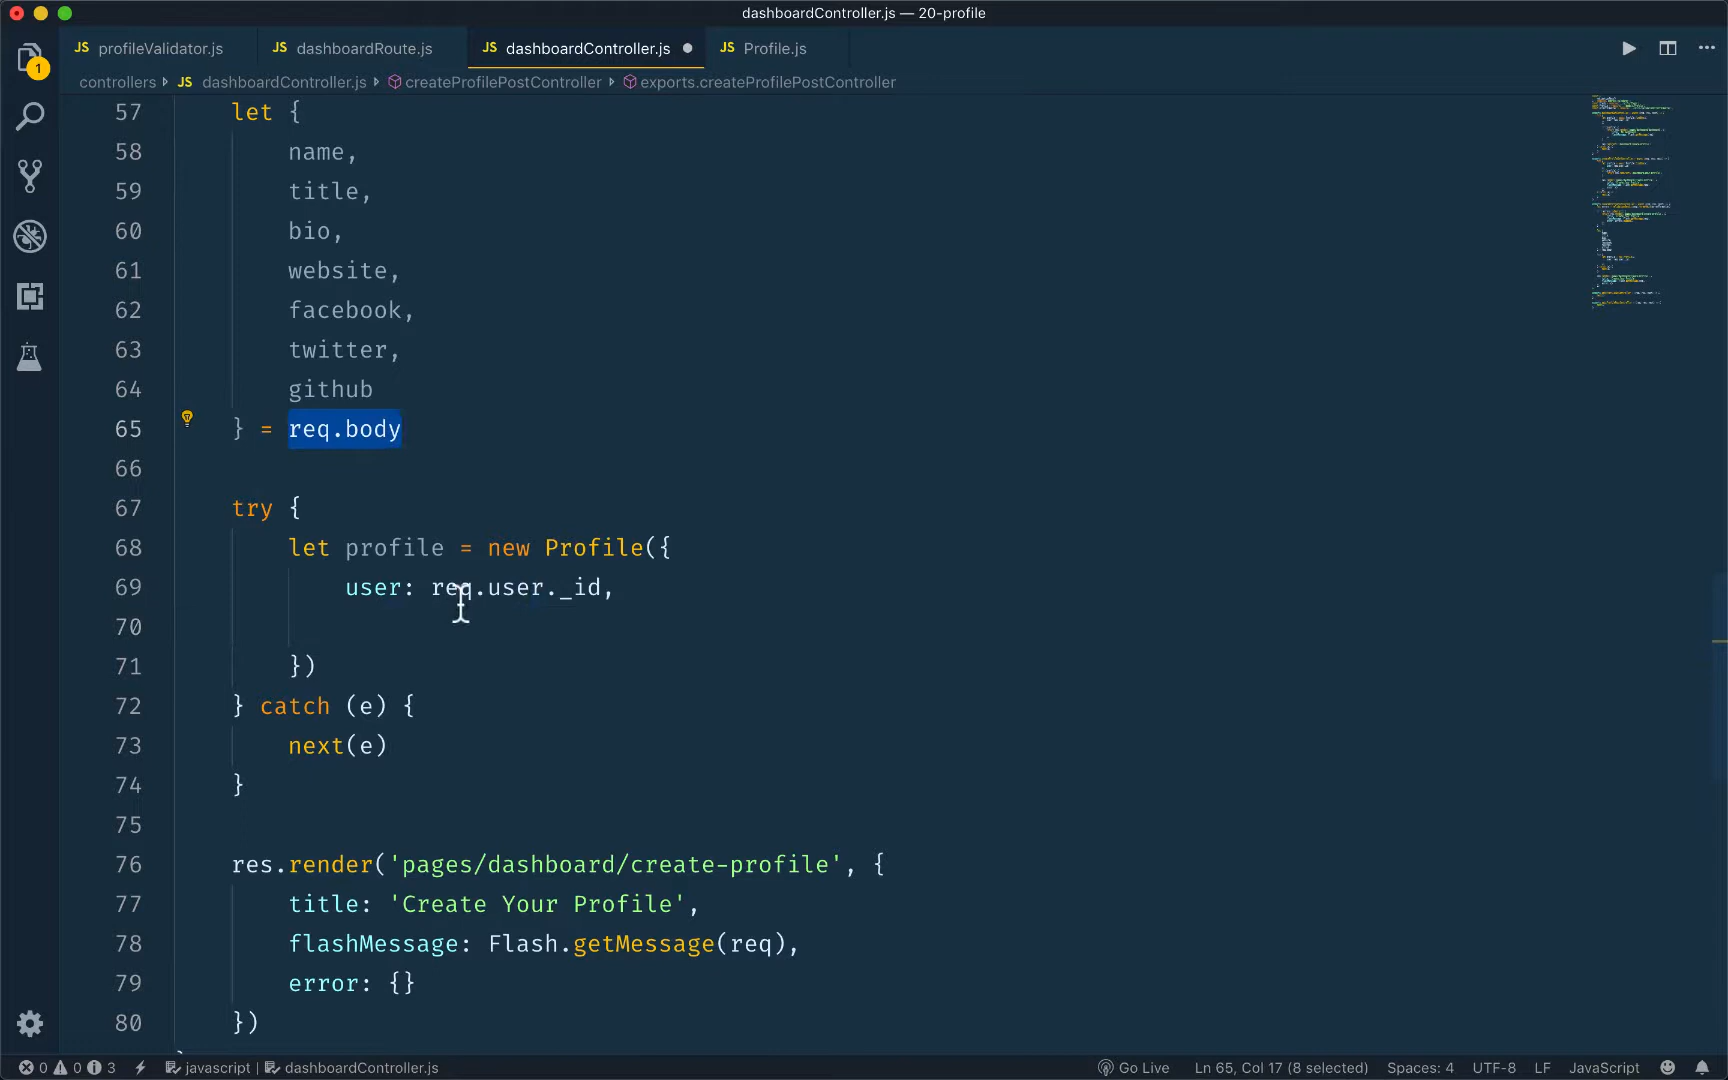 dashboardController.js — 20-profile
JS profileValidator.js JS dashboardRoute.js JS dashboardController.js JS Profile.js
controllers JS dashboardController.js createProfilePostController exports.createProfilePostController
1
57 let {
58 name,
59 title,
60 bio,
61 website,
62 facebook,
63 twitter,
64 github
65 } = req.body
66
67 try {
68 let profile = new Profile({
69 user: req.user._id,
70
71 })
72 } catch (e) {
73 next(e)
74 }
75
76 res.render('pages/dashboard/create-profile', {
77 title: 'Create Your Profile',
78 flashMessage: Flash.getMessage(req),
79 error: {}
80 })
0 0 3 javascript | dashboardController.js Go Live Ln 65, Col 17 (8 selected) Spaces: 4 UTF-8 LF JavaScript